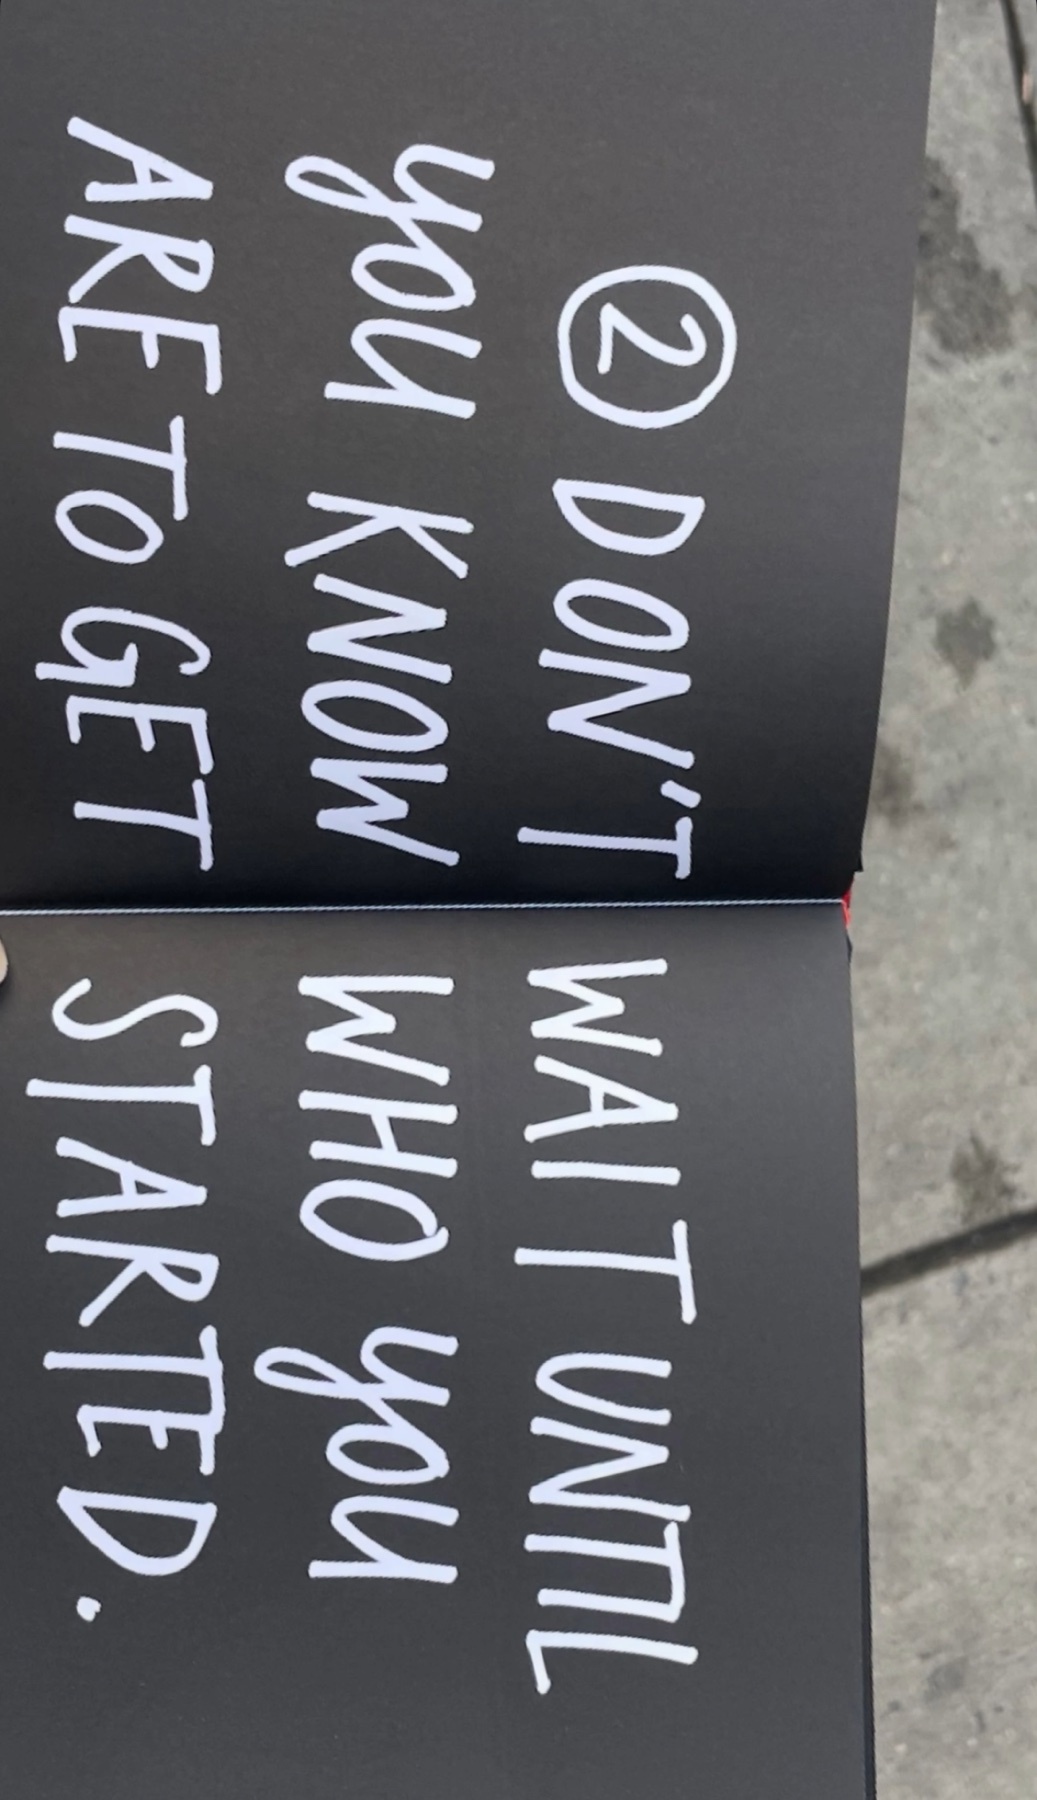 ② DON'T WAIT UNTIL
you KNOW WHO you
ARE TO GET STARTED.